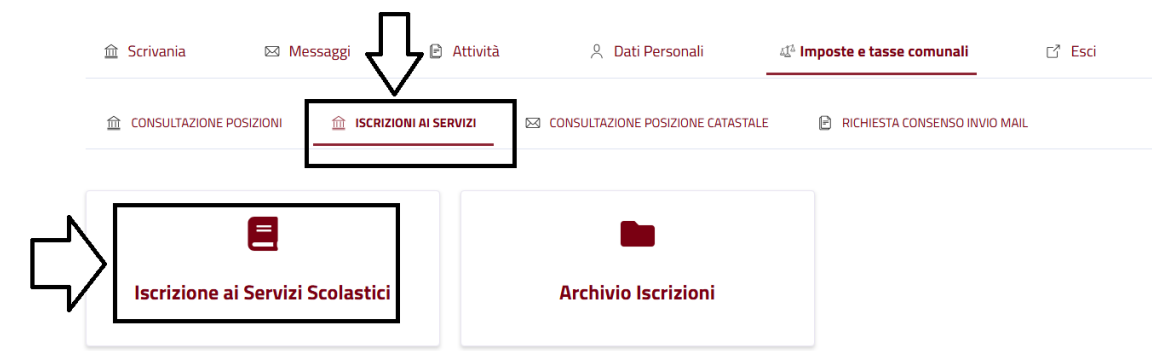 Scrivania Messaggi Attività Dati Personali Imposte e tasse comunali Esci
CONSULTAZIONE POSIZIONI ISCRIZIONI AI SERVIZI CONSULTAZIONE POSIZIONE CATASTALE RICHIESTA CONSENSO INVIO MAIL
Iscrizione ai Servizi Scolastici Archivio Iscrizioni